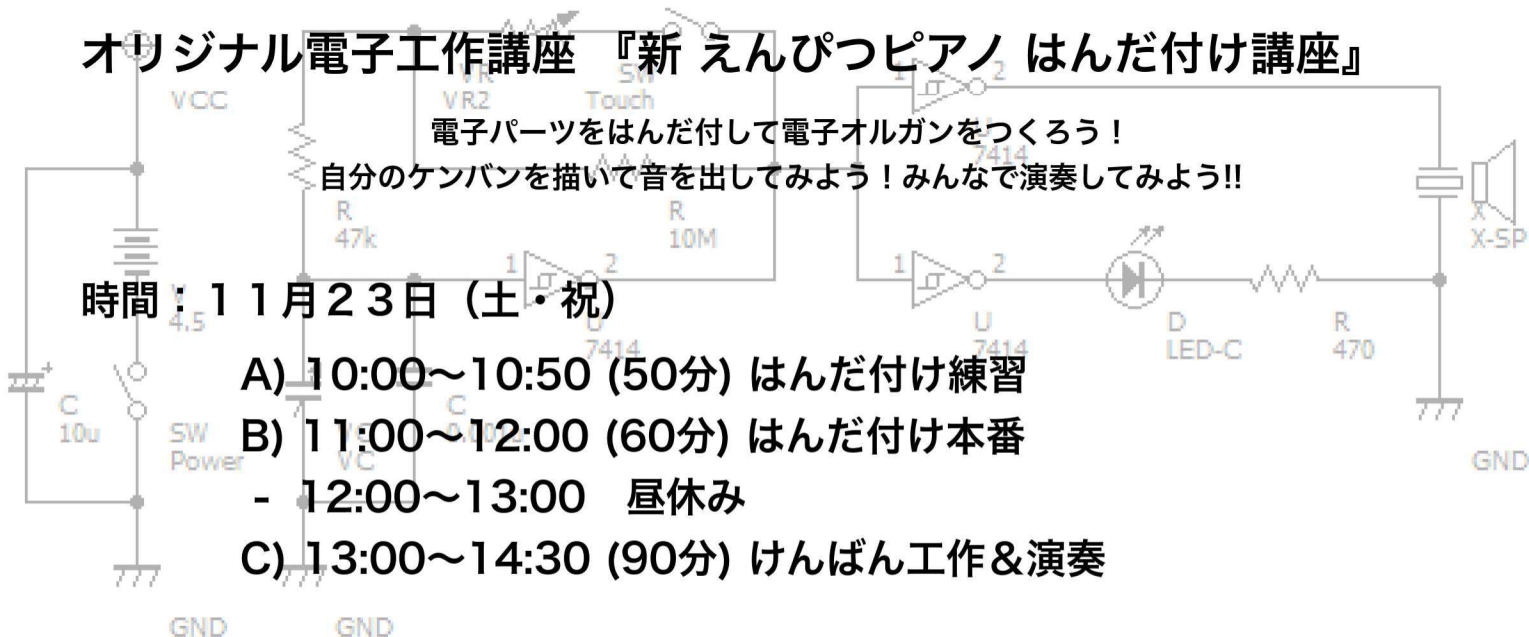 オリジナル電子工作講座 『新 えんぴつピアノ はんだ付け講座』
電子パーツをはんだ付して電子オルガンをつくろう！
自分のケンバンを描いて音を出してみよう！みんなで演奏してみよう!!
時間：１１月２３日（土・祝）
A) 10:00〜10:50 (50分) はんだ付け練習
B) 11:00〜12:00 (60分) はんだ付け本番
- 12:00〜13:00　昼休み
C) 13:00〜14:30 (90分) けんばん工作＆演奏
VCC
VR
VR2
SW
Touch
1 2
U
7414
R
47k
R
10M
X
X-SP
1 2
U
7414
1 2
U
7414
D
LED-C
R
470
V
4.5
C
10u
SW
Power
VC
VC
C
GND
GND
GND